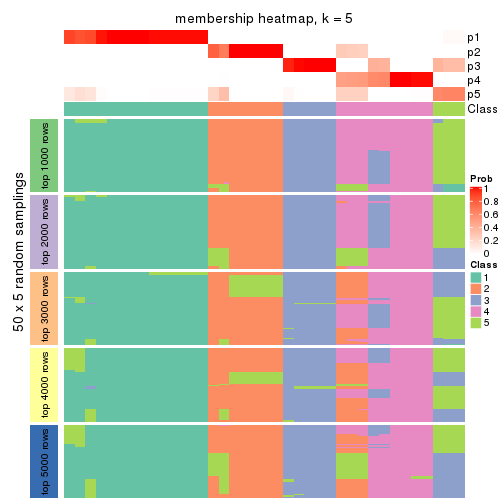 membership heatmap, k = 5
p1
p2
p3
p4
p5
Class
50 x 5 random samplings
top 1000 rows
top 2000 rows
top 3000 rows
top 4000 rows
top 5000 rows
Prob
1
0.8
0.6
0.4
0.2
0
Class
1
2
3
4
5